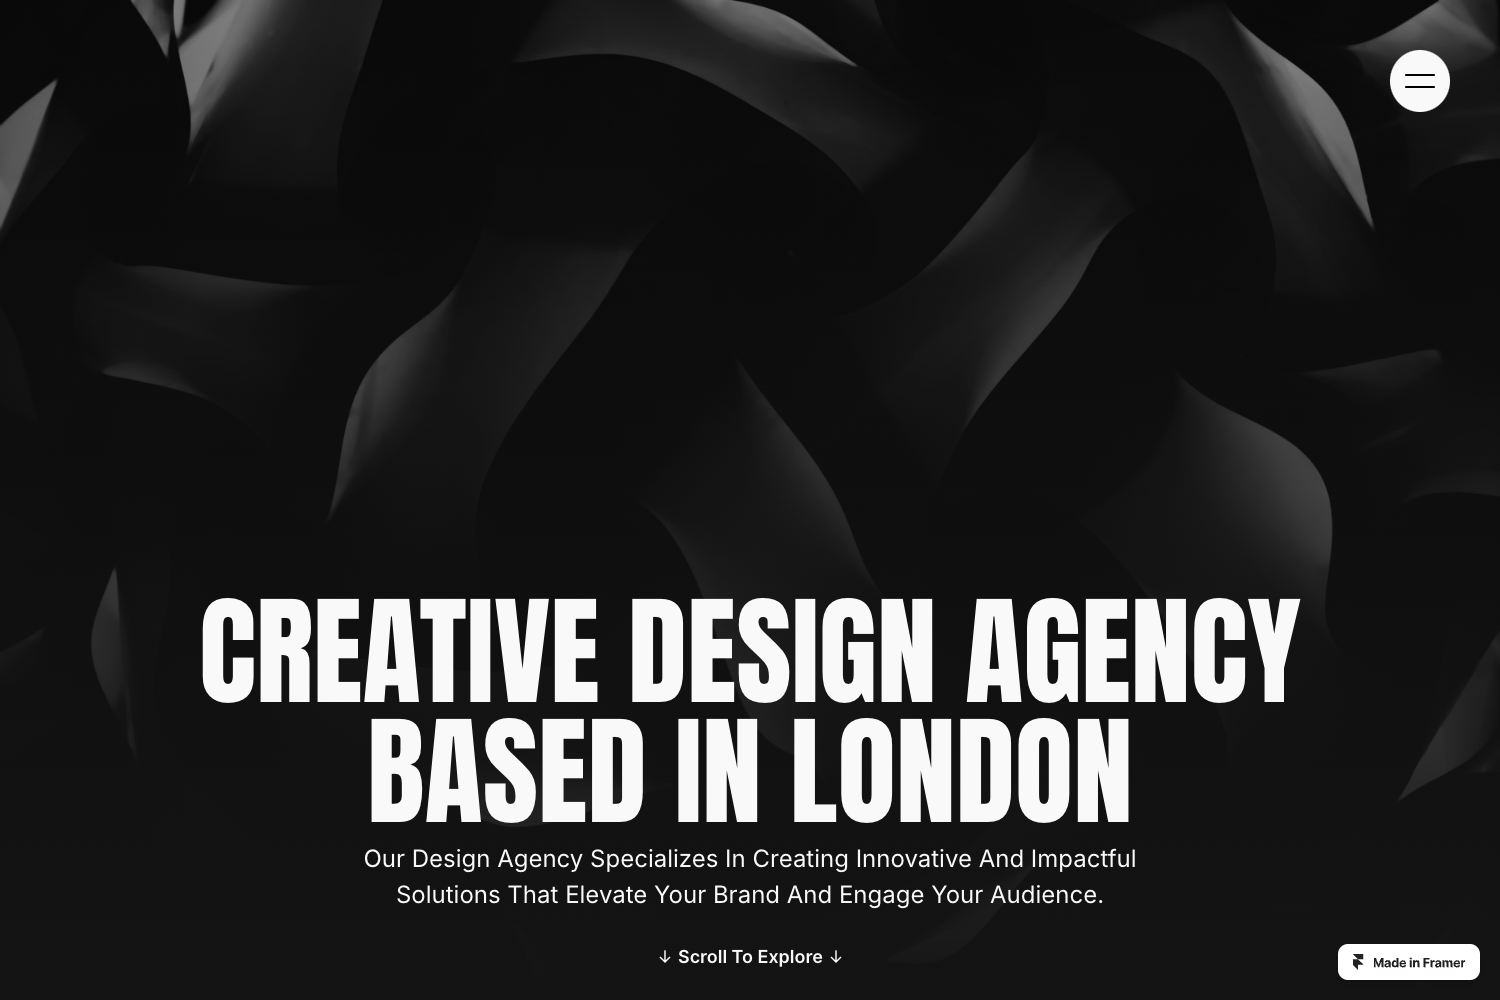 CREATIVE DESIGN AGENCY
BASED IN LONDON
Our Design Agency Specializes In Creating Innovative And Impactful
Solutions That Elevate Your Brand And Engage Your Audience.
↓ Scroll To Explore ↓
Made in Framer